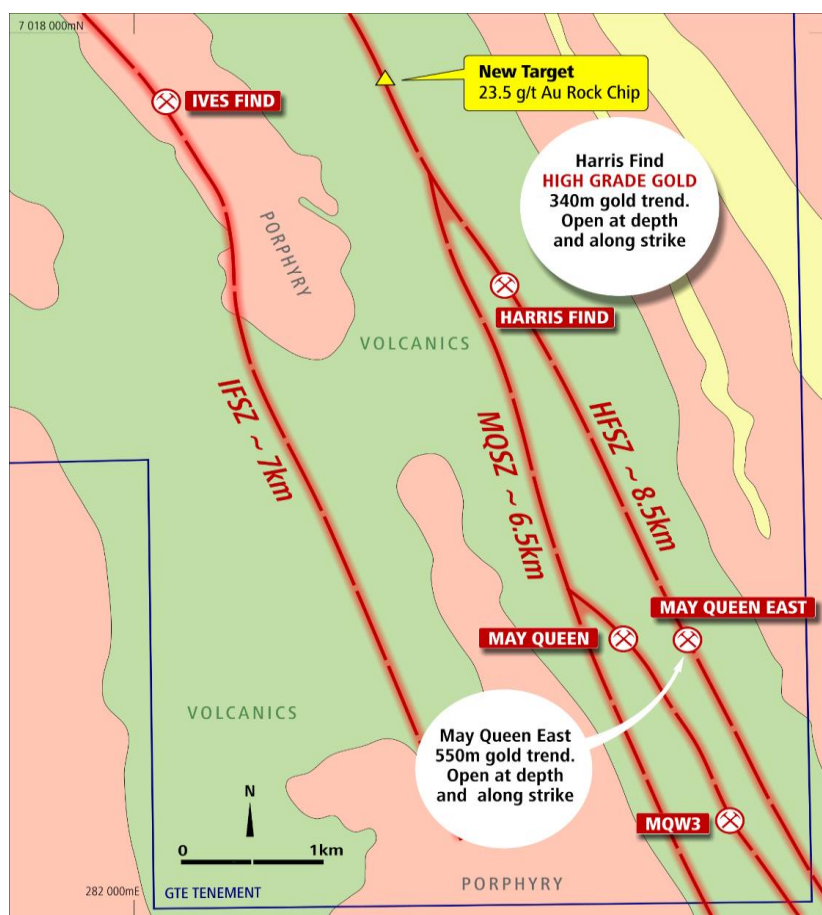 7 018 000mN
New Target
23.5 g/t Au Rock Chip
IVES FIND
Harris Find
HIGH GRADE GOLD
340m gold trend.
Open at depth
and along strike
PORPHYRY
HARRIS FIND
VOLCANICS
IFSZ ~ 7km
MQSZ ~ 6.5km
HFSZ ~ 8.5km
MAY QUEEN EAST
MAY QUEEN
VOLCANICS
May Queen East
550m gold trend.
Open at depth
and along strike
N
0 1km
MQW3
282 000mE
GTE TENEMENT
PORPHYRY